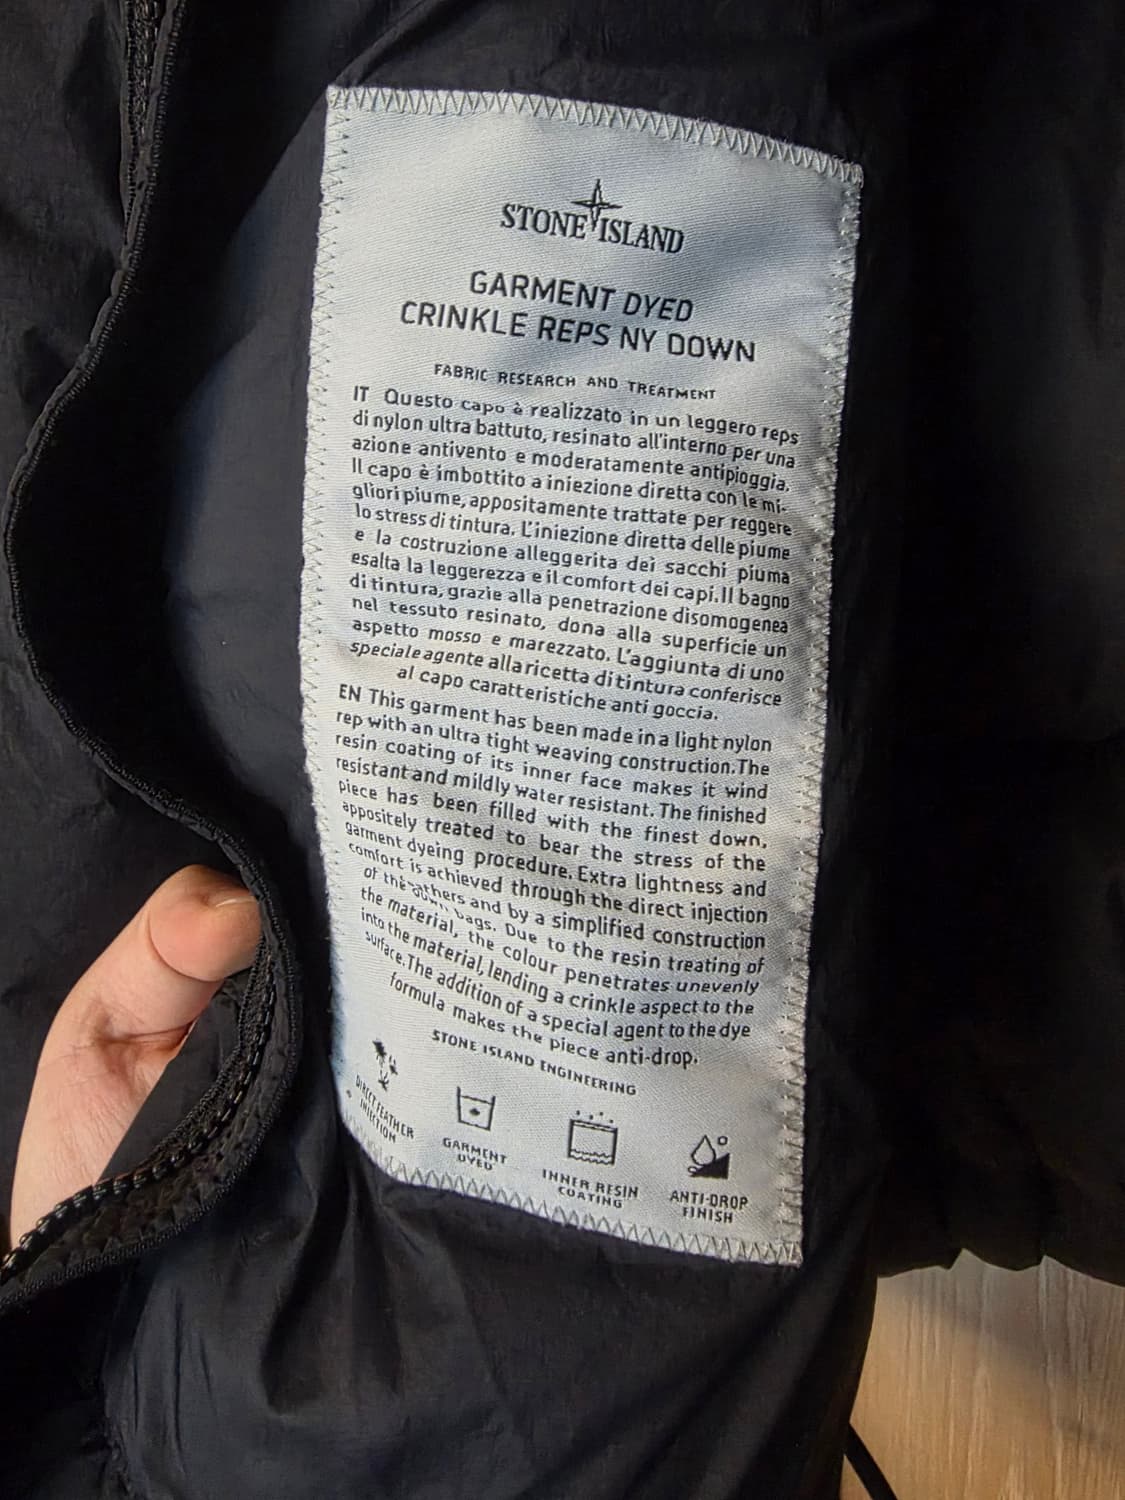 STONE ISLAND
GARMENT DYED
CRINKLE REPS NY DOWN
FABRIC RESEARCH AND TREATMENT
IT Questo capo è realizzato in un leggero reps
di nylon ultra battuto, resinato all'interno per una
azione antivento e moderatamente antipioggia.
Il capo è imbottito a iniezione diretta con le mi-
gliori piume, appositamente trattate per reggere
lo stress di tintura. L'iniezione diretta delle piume
e la costruzione alleggerita dei sacchi piuma
esalta la leggerezza e il comfort dei capi. Il bagno
di tintura, grazie alla penetrazione disomogenea
nel tessuto resinato, dona alla superficie un
aspetto mosso e marezzato. L'aggiunta di uno
speciale agente alla ricetta di tintura conferisce
al capo caratteristiche anti goccia.
EN This garment has been made in a light nylon
rep with an ultra tight weaving construction. The
resin coating of its inner face makes it wind
resistant and mildly water resistant. The finished
piece has been filled with the finest down,
appositely treated to bear the stress of the
garment dyeing procedure. Extra lightness and
comfort is achieved through the direct injection
of the feathers and by a simplified construction
of the down bags. Due to the resin treating of
the material, the colour penetrates unevenly
into the material, lending a crinkle aspect to the
surface. The addition of a special agent to the dye
formula makes the piece anti-drop.
STONE ISLAND ENGINEERING
DIRECT FEATHER
INJECTION
GARMENT
DYED
INNER RESIN
COATING
ANTI-DROP
FINISH